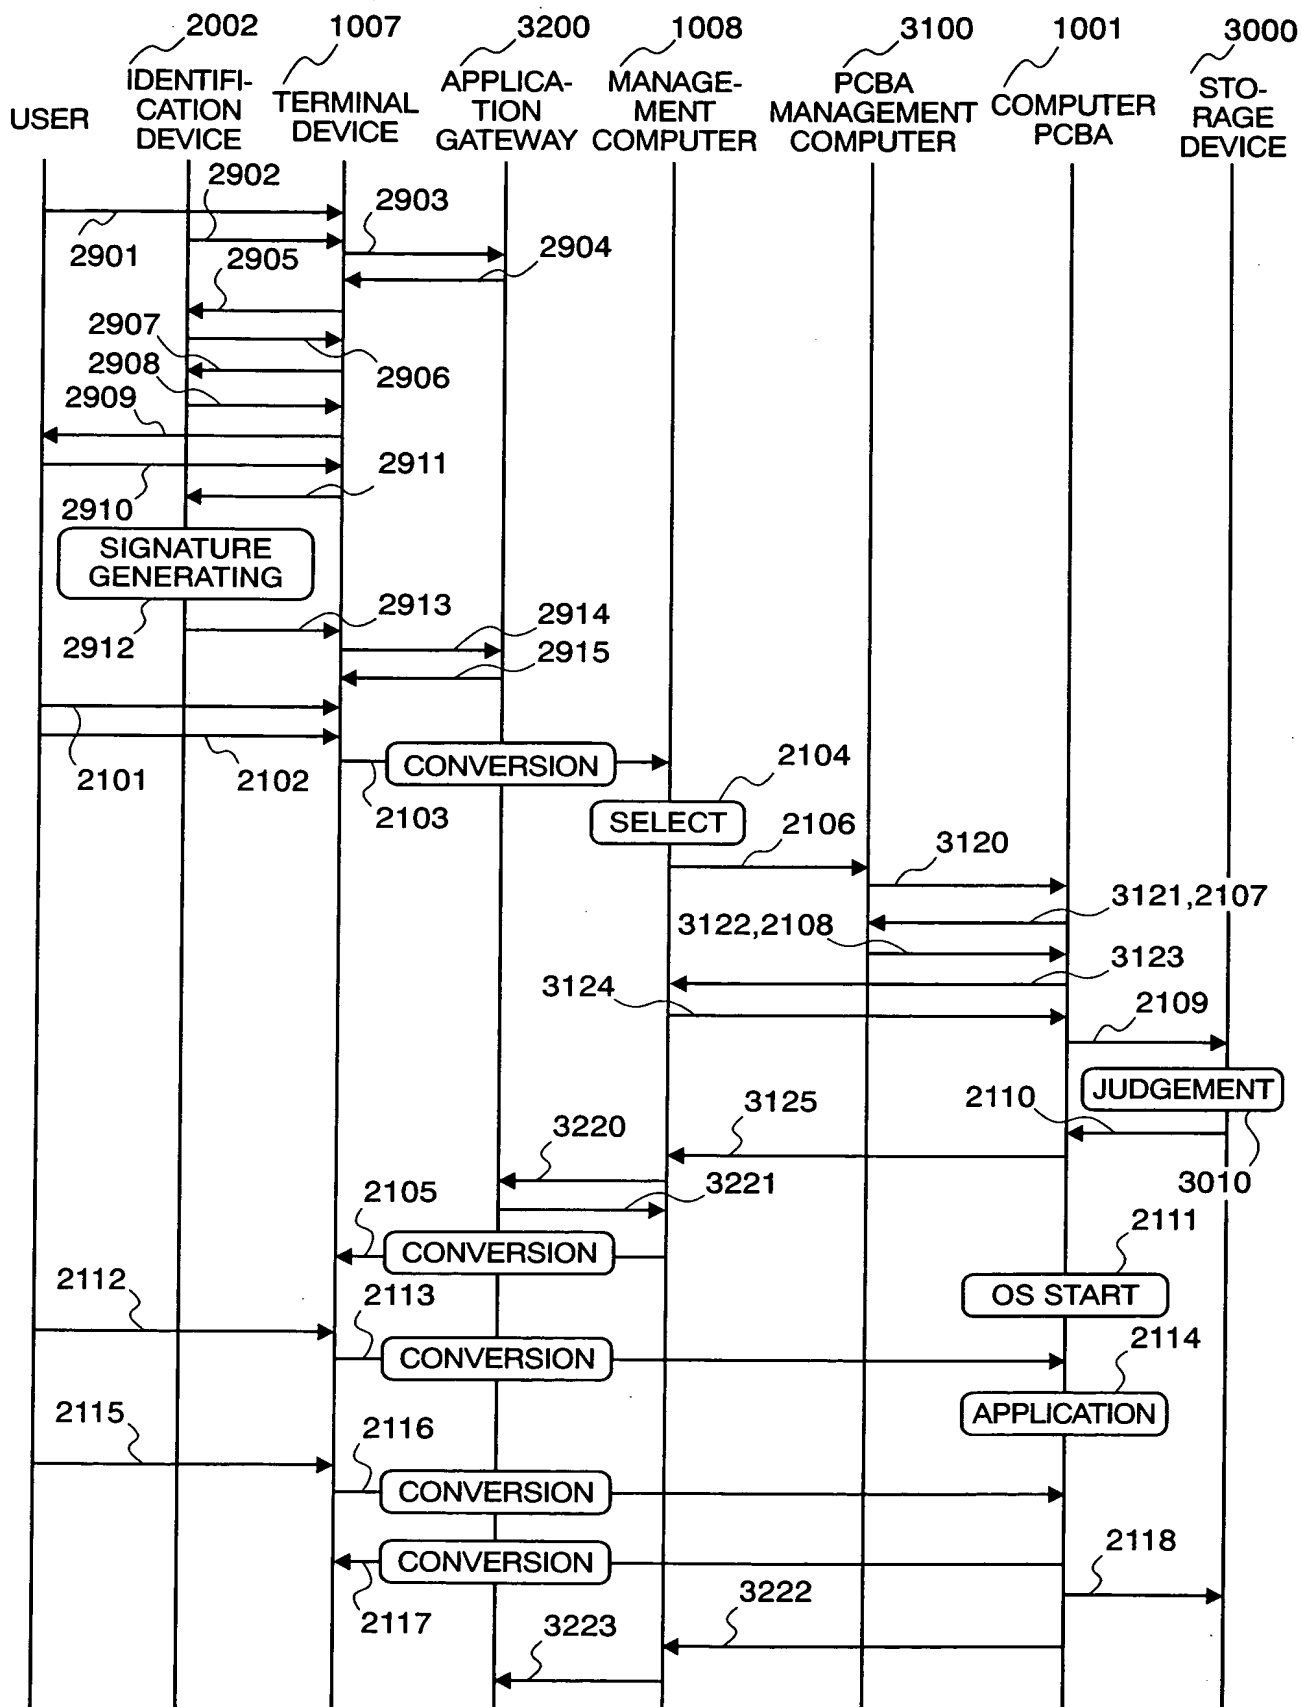 2002
1007
3200
1008
3100
1001
3000
USER
IDENTIFI-
CATION
DEVICE
TERMINAL
DEVICE
APPLICA-
TION
GATEWAY
MANAGE-
MENT
COMPUTER
PCBA
MANAGEMENT
COMPUTER
COMPUTER
PCBA
STO-
RAGE
DEVICE
2902
2903
2901
2905
2904
2907
2906
2908
2909
2911
2910
SIGNATURE
GENERATING
2913
2914
2912
2915
2101
2102
CONVERSION
2104
2103
SELECT
2106
3120
3121,2107
3122,2108
3123
3124
2109
JUDGEMENT
2110
3125
3220
3221
3010
2105
CONVERSION
2111
OS START
2112
2113
CONVERSION
2114
APPLICATION
2115
2116
CONVERSION
CONVERSION
2118
2117
3222
3223